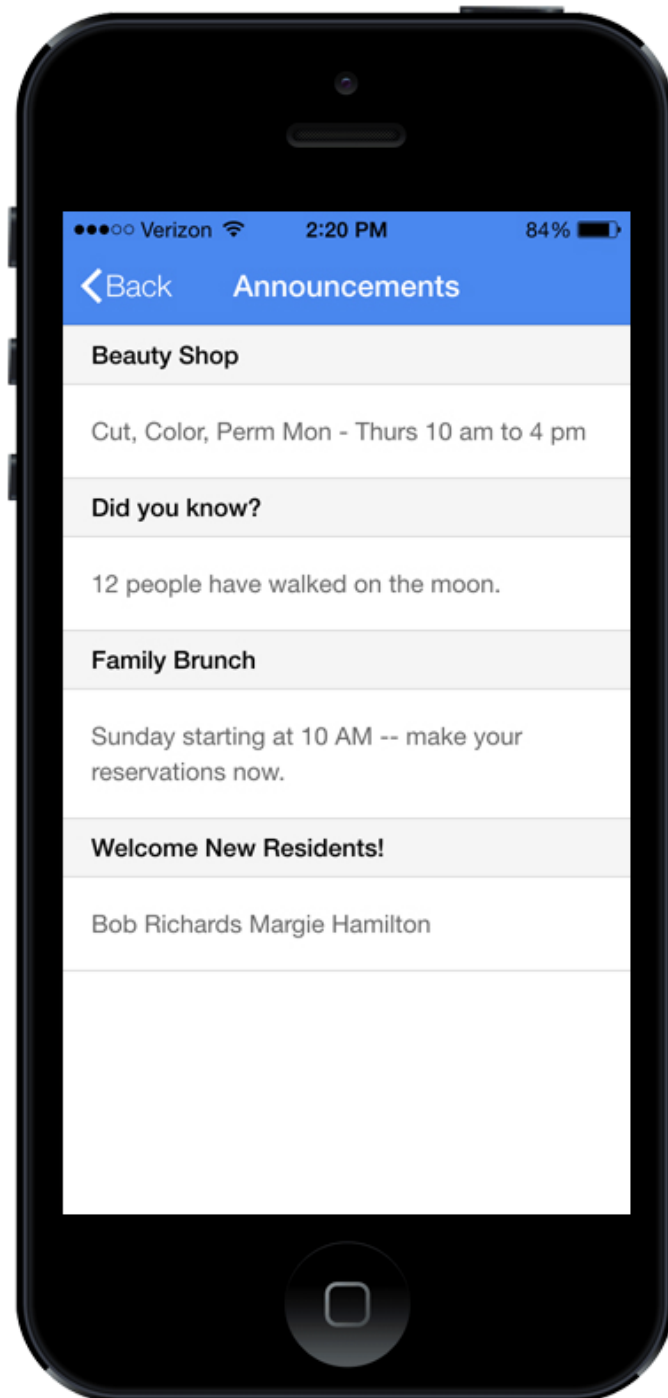 Verizon 2:20 PM 84%
Back Announcements
Beauty Shop
Cut, Color, Perm Mon - Thurs 10 am to 4 pm
Did you know?
12 people have walked on the moon.
Family Brunch
Sunday starting at 10 AM -- make your
reservations now.
Welcome New Residents!
Bob Richards Margie Hamilton